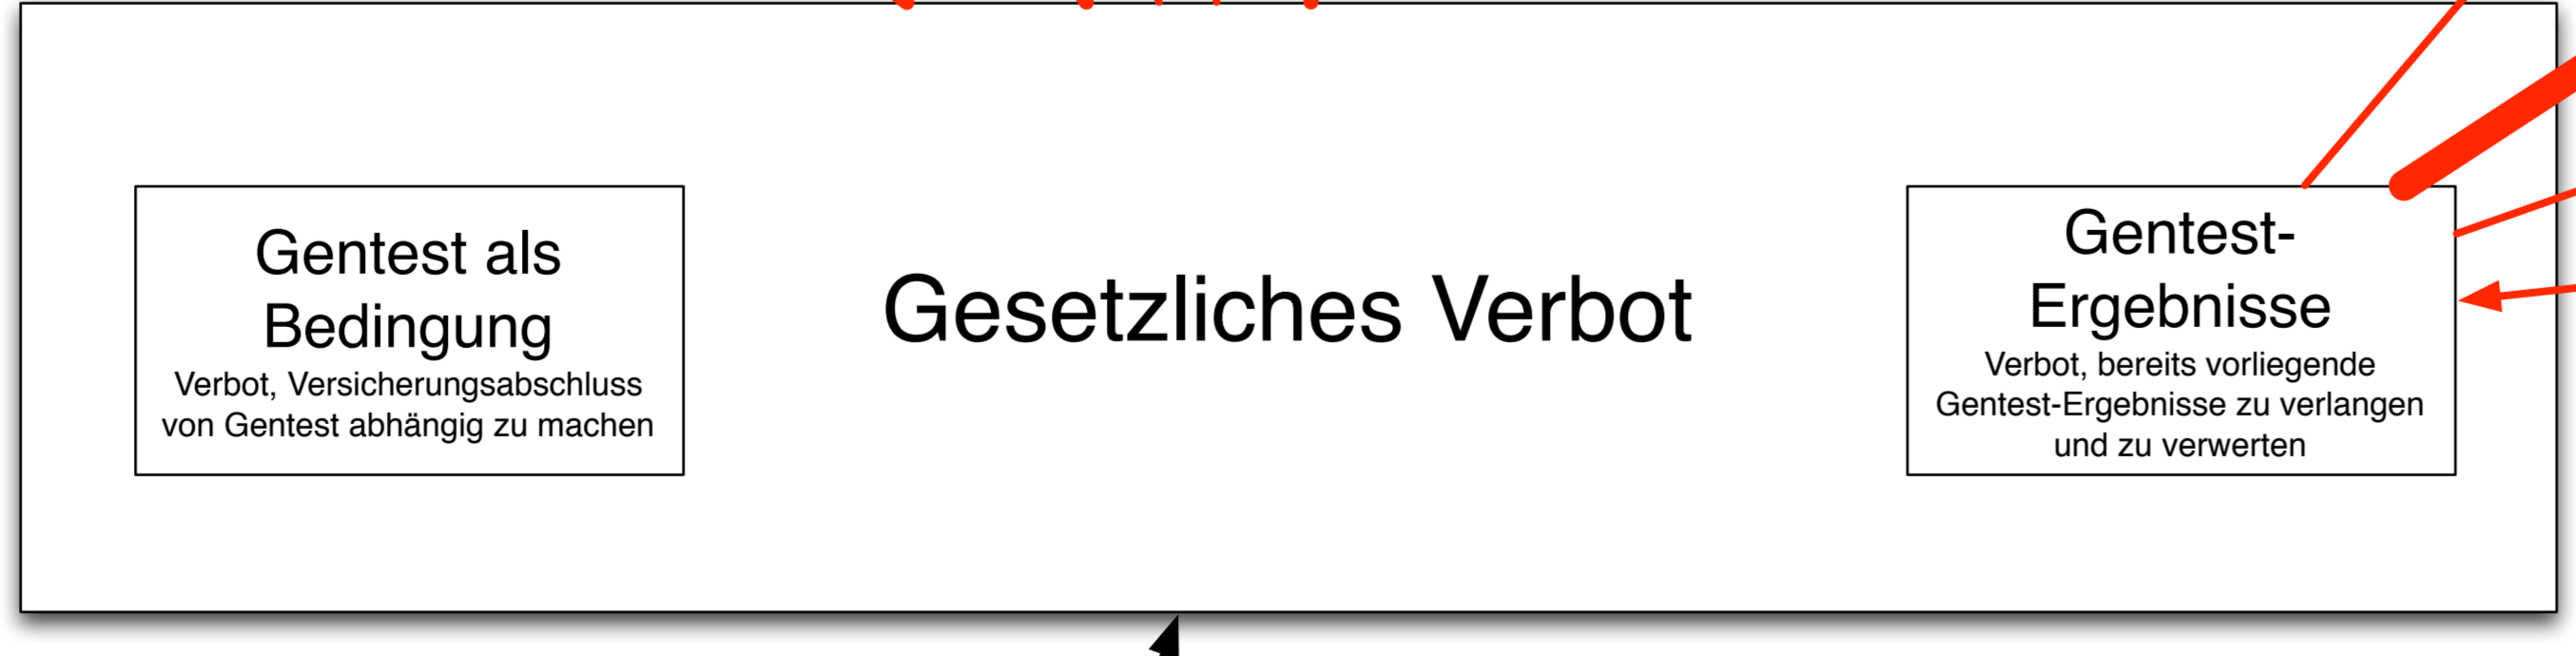 Gentest als
Bedingung
Verbot, Versicherungsabschluss
von Gentest abhängig zu machen
Gesetzliches Verbot
Gentest-
Ergebnisse
Verbot, bereits vorliegende
Gentest-Ergebnisse zu verlangen
und zu verwerten